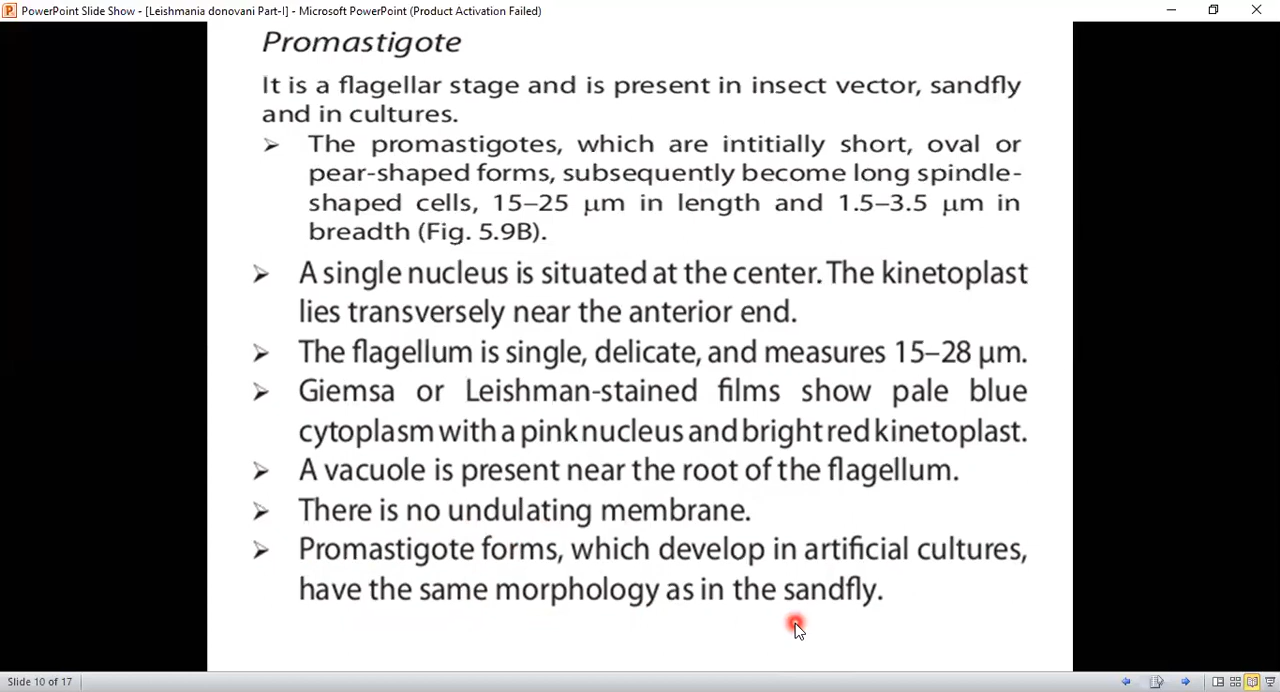 PowerPoint Slide Show - [Leishmania donovani Part-I] - Microsoft PowerPoint (Product Activation Failed)
Promastigote
It is a flagellar stage and is present in insect vector, sandfly
and in cultures.
➤ The promastigotes, which are intitially short, oval or
pear-shaped forms, subsequently become long spindle-
shaped cells, 15–25 μm in length and 1.5–3.5 μm in
breadth (Fig. 5.9B).
➤ A single nucleus is situated at the center. The kinetoplast
lies transversely near the anterior end.
➤ The flagellum is single, delicate, and measures 15–28 μm.
➤ Giemsa or Leishman-stained films show pale blue
cytoplasm with a pink nucleus and bright red kinetoplast.
➤ A vacuole is present near the root of the flagellum.
➤ There is no undulating membrane.
➤ Promastigote forms, which develop in artificial cultures,
have the same morphology as in the sandfly.
Slide 10 of 17